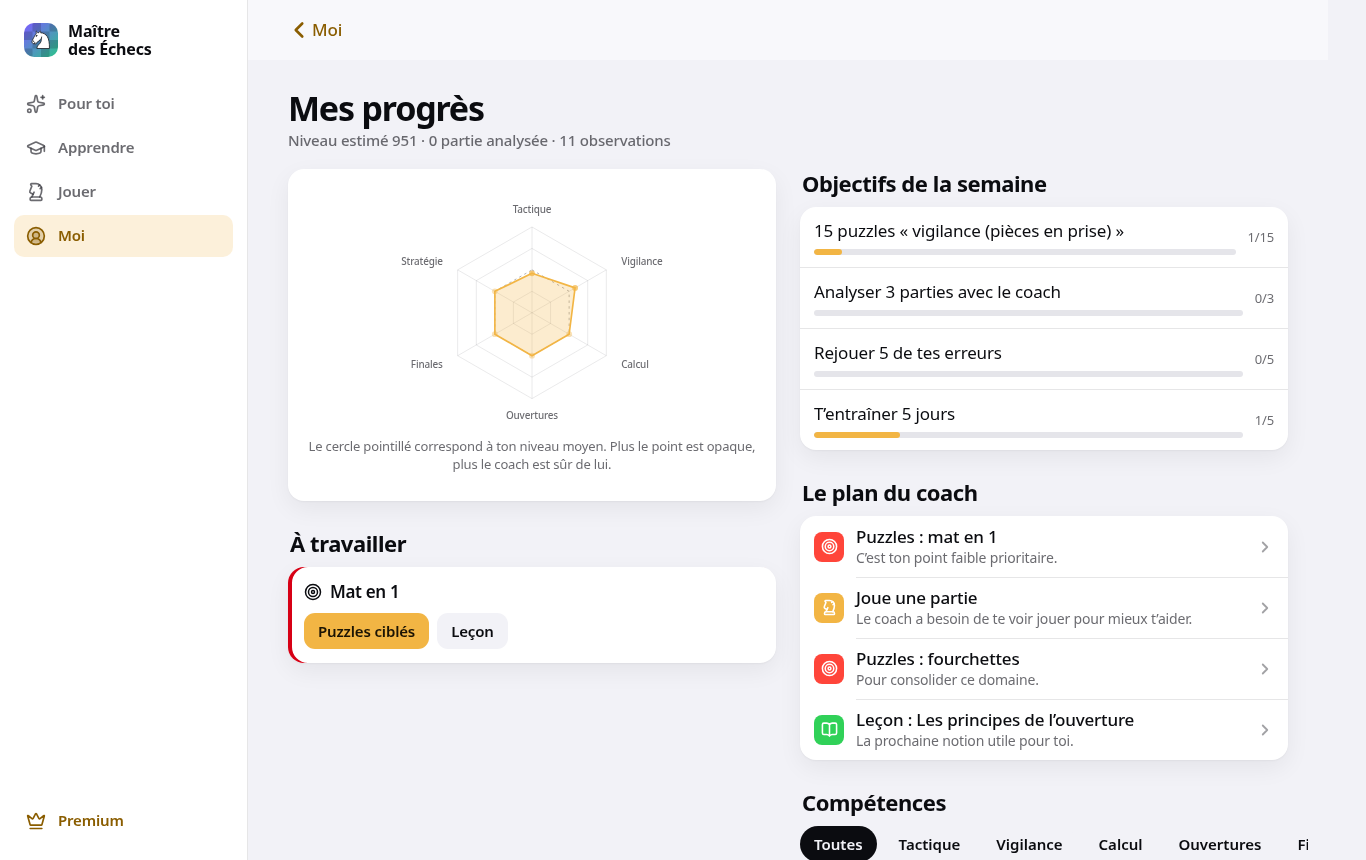 Maître
des Échecs
Pour toi
Apprendre
Jouer
Moi
Premium
Moi
Mes progrès
Niveau estimé 951 · 0 partie analysée · 11 observations
Tactique
Stratégie
Vigilance
Finales
Calcul
Ouvertures
Le cercle pointillé correspond à ton niveau moyen. Plus le point est opaque,
plus le coach est sûr de lui.
À travailler
Mat en 1
Puzzles ciblés
Leçon
Objectifs de la semaine
15 puzzles « vigilance (pièces en prise) »
1/15
Analyser 3 parties avec le coach
0/3
Rejouer 5 de tes erreurs
0/5
T’entraîner 5 jours
1/5
Le plan du coach
Puzzles : mat en 1
C’est ton point faible prioritaire.
Joue une partie
Le coach a besoin de te voir jouer pour mieux t’aider.
Puzzles : fourchettes
Pour consolider ce domaine.
Leçon : Les principes de l’ouverture
La prochaine notion utile pour toi.
Compétences
Toutes Tactique Vigilance Calcul Ouvertures